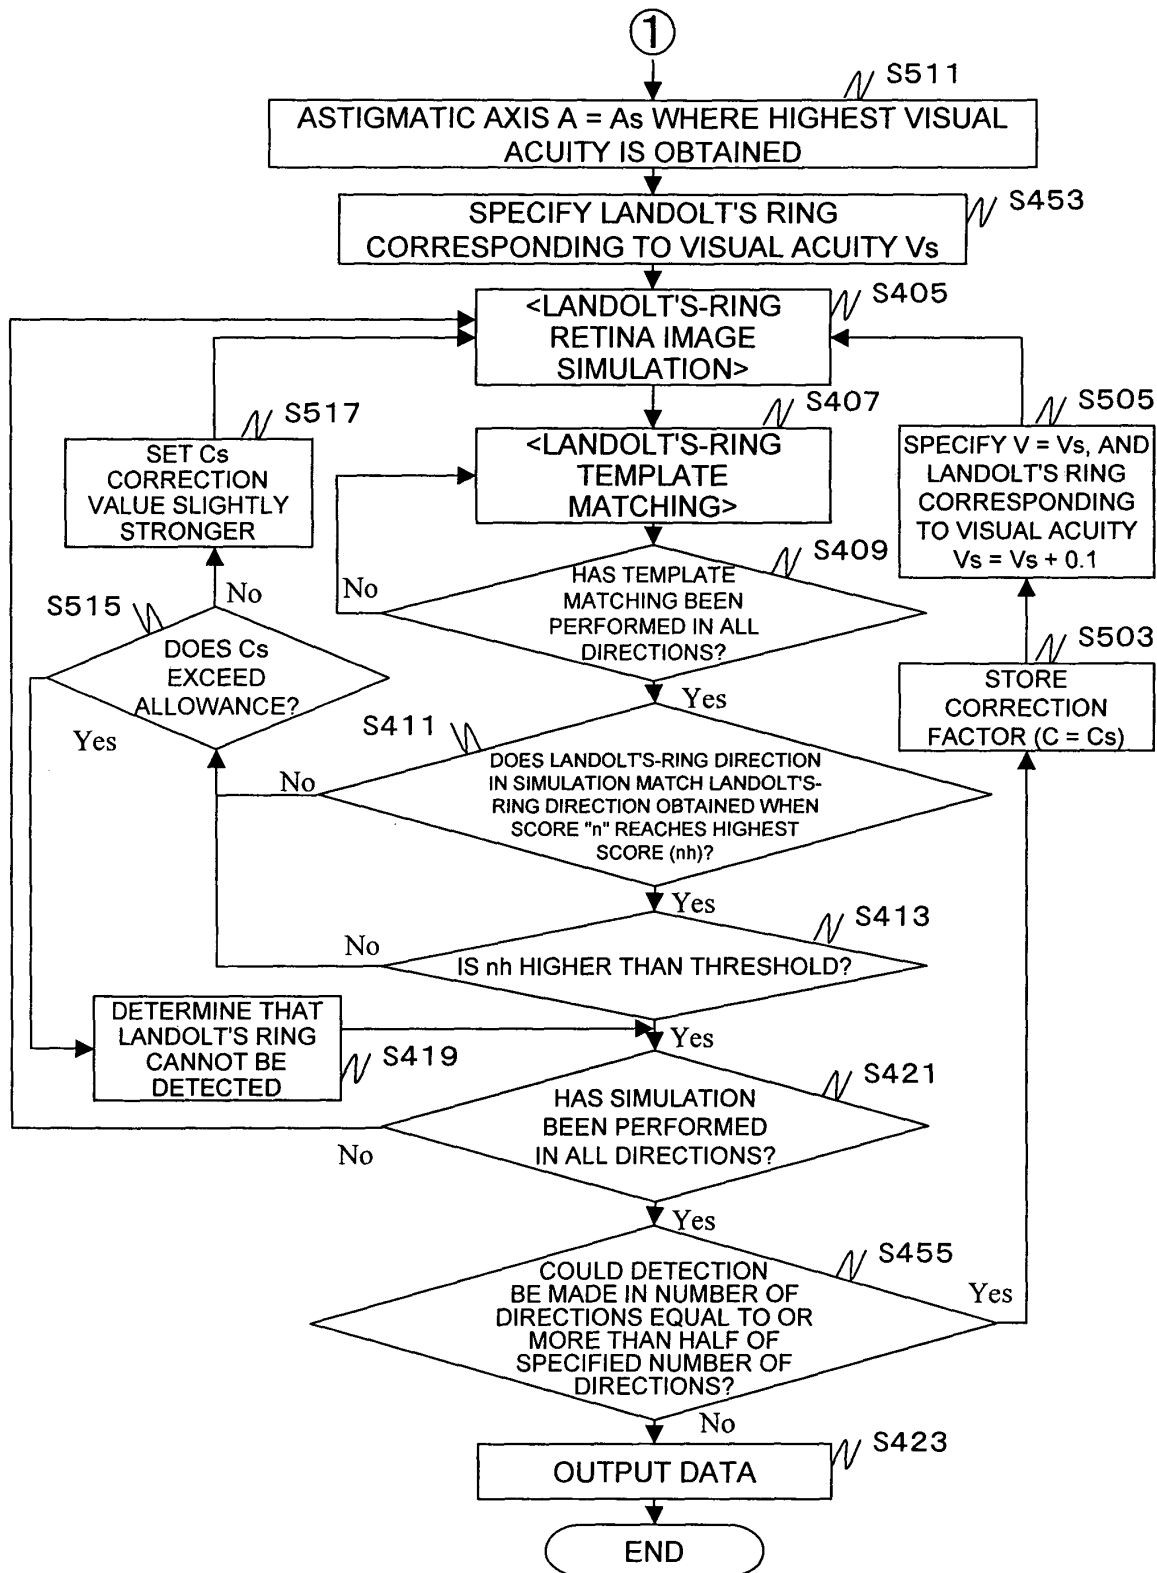 1
S511
ASTIGMATIC AXIS A = As WHERE HIGHEST VISUAL
ACUITY IS OBTAINED
S453
SPECIFY LANDOLT'S RING
CORRESPONDING TO VISUAL ACUITY Vs
S405
<LANDOLT'S-RING
RETINA IMAGE
SIMULATION>
S517
SET Cs
CORRECTION
VALUE SLIGHTLY
STRONGER
S407
<LANDOLT'S-RING
TEMPLATE
MATCHING>
S505
SPECIFY V = Vs, AND
LANDOLT'S RING
CORRESPONDING
TO VISUAL ACUITY
Vs = Vs + 0.1
S409
HAS TEMPLATE
MATCHING BEEN
PERFORMED IN ALL
DIRECTIONS?
No
Yes
No
S515
DOES Cs
EXCEED
ALLOWANCE?
Yes
S503
STORE
CORRECTION
FACTOR (C = Cs)
S411
DOES LANDOLT'S-RING DIRECTION
IN SIMULATION MATCH LANDOLT'S-
RING DIRECTION OBTAINED WHEN
SCORE "n" REACHES HIGHEST
SCORE (nh)?
No
Yes
S413
IS nh HIGHER THAN THRESHOLD?
No
Yes
DETERMINE THAT
LANDOLT'S RING
CANNOT BE
DETECTED
S419
S421
HAS SIMULATION
BEEN PERFORMED
IN ALL DIRECTIONS?
No
Yes
S455
COULD DETECTION
BE MADE IN NUMBER OF
DIRECTIONS EQUAL TO OR
MORE THAN HALF OF
SPECIFIED NUMBER OF
DIRECTIONS?
Yes
No
S423
OUTPUT DATA
END